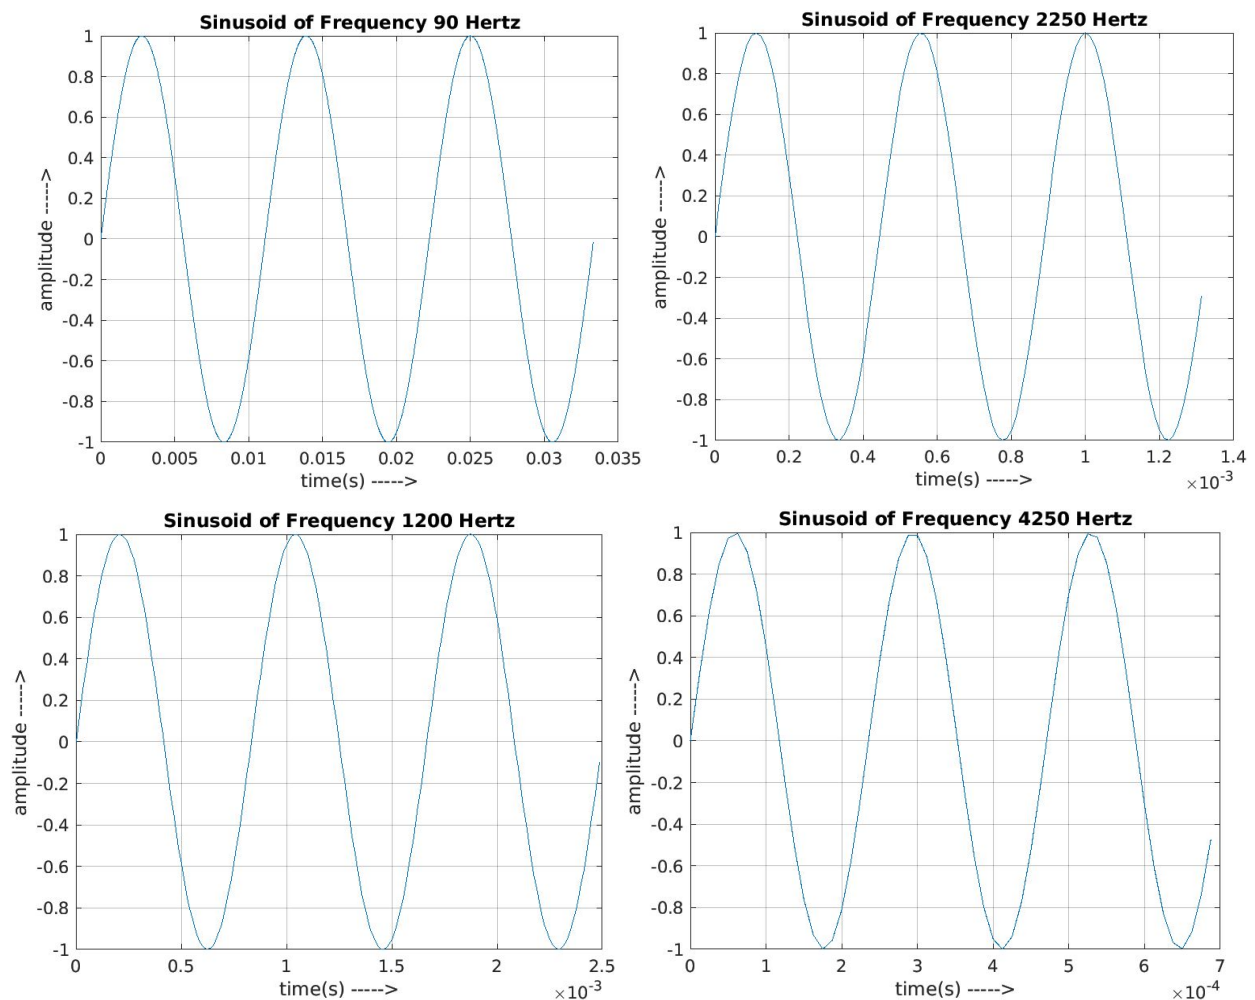 Sinusoid of Frequency 90 Hertz
1
0.8
0.6
0.4
0.2
0
-0.2
-0.4
-0.6
-0.8
-1
amplitude ----->
0 0.005 0.01 0.015 0.02 0.025 0.03 0.035
time(s) ----->
Sinusoid of Frequency 2250 Hertz
1
0.8
0.6
0.4
0.2
0
-0.2
-0.4
-0.6
-0.8
-1
amplitude ----->
0 0.2 0.4 0.6 0.8 1 1.2 1.4
time(s) ----->
×10⁻³
Sinusoid of Frequency 1200 Hertz
1
0.8
0.6
0.4
0.2
0
-0.2
-0.4
-0.6
-0.8
-1
amplitude ----->
0 0.5 1 1.5 2 2.5
time(s) ----->
×10⁻³
Sinusoid of Frequency 4250 Hertz
1
0.8
0.6
0.4
0.2
0
-0.2
-0.4
-0.6
-0.8
-1
amplitude ----->
0 1 2 3 4 5 6 7
time(s) ----->
×10⁻⁴